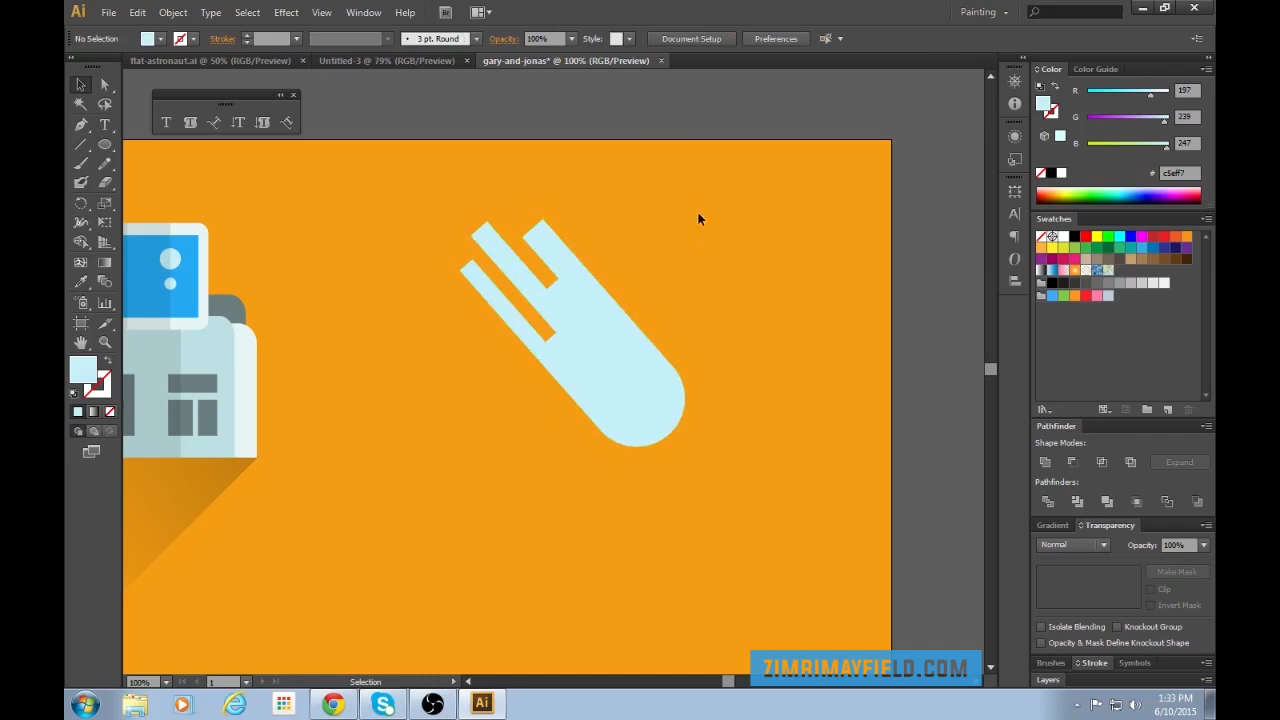 Ai File Edit Object Type Select Effect View Window Help Br Painting
No Selection Stroke: 3 pt. Round Opacity: 100% Style: Document Setup Preferences
flat-astronaut.ai @ 50% (RGB/Preview) × Untitled-3 @ 79% (RGB/Preview) × gary-and-jonas* @ 100% (RGB/Preview) ×
Color Color Guide
R 197
G 239
B 247
# c5eff7
Swatches
Pathfinder
Shape Modes:
Expand
Pathfinders:
Gradient Transparency
Normal Opacity: 100%
Make Mask
Clip
Invert Mask
Isolate Blending Knockout Group
Opacity & Mask Define Knockout Shape
Brushes Stroke Symbols
Layers
ZIMRIMAYFIELD.COM
100% 1 Selection
Ai
1:33 PM
6/10/2015